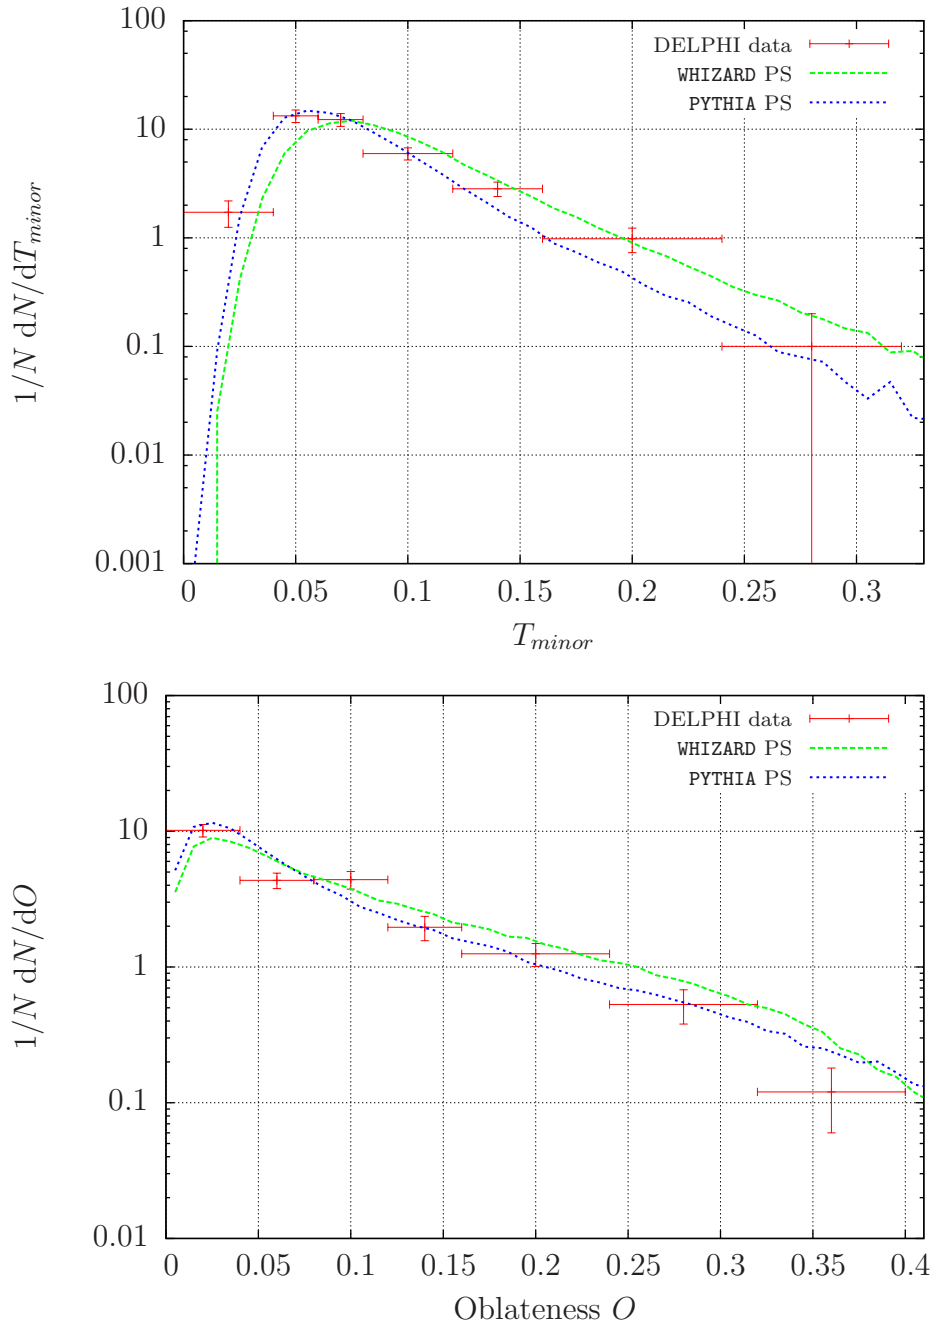 100
10
1
0.1
0.01
0.001
1/N dN/dT_minor
DELPHI data
WHIZARD PS
PYTHIA PS
0 0.05 0.1 0.15 0.2 0.25 0.3
T_minor
100
10
1
0.1
0.01
1/N dN/dO
DELPHI data
WHIZARD PS
PYTHIA PS
0 0.05 0.1 0.15 0.2 0.25 0.3 0.35 0.4
Oblateness O